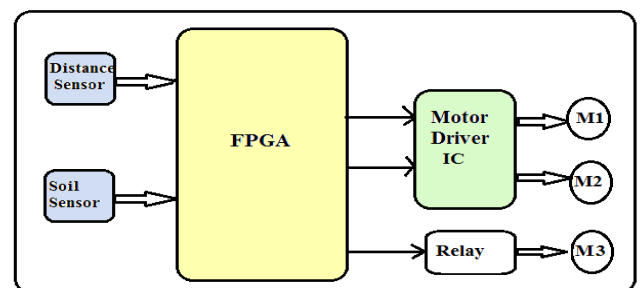 Distance
Sensor
FPGA
Motor
Driver
IC
M1
M2
Soil
Sensor
Relay
M3